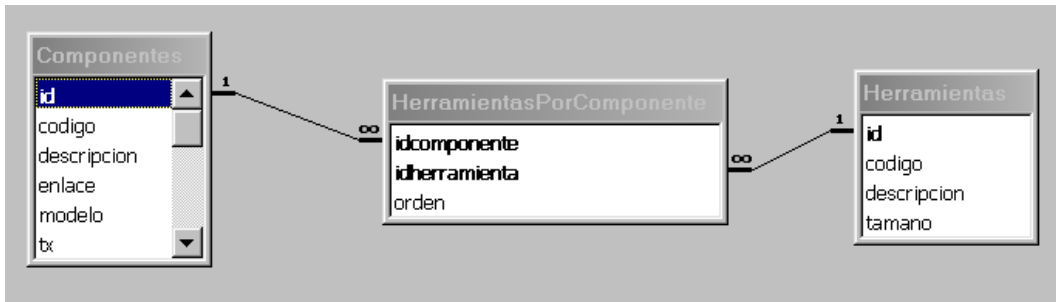 Componentes
id
codigo
descripcion
enlace
modelo
tx
1
∞
HerramientasPorComponente
idcomponente
idherramienta
orden
∞
1
Herramientas
id
codigo
descripcion
tamano